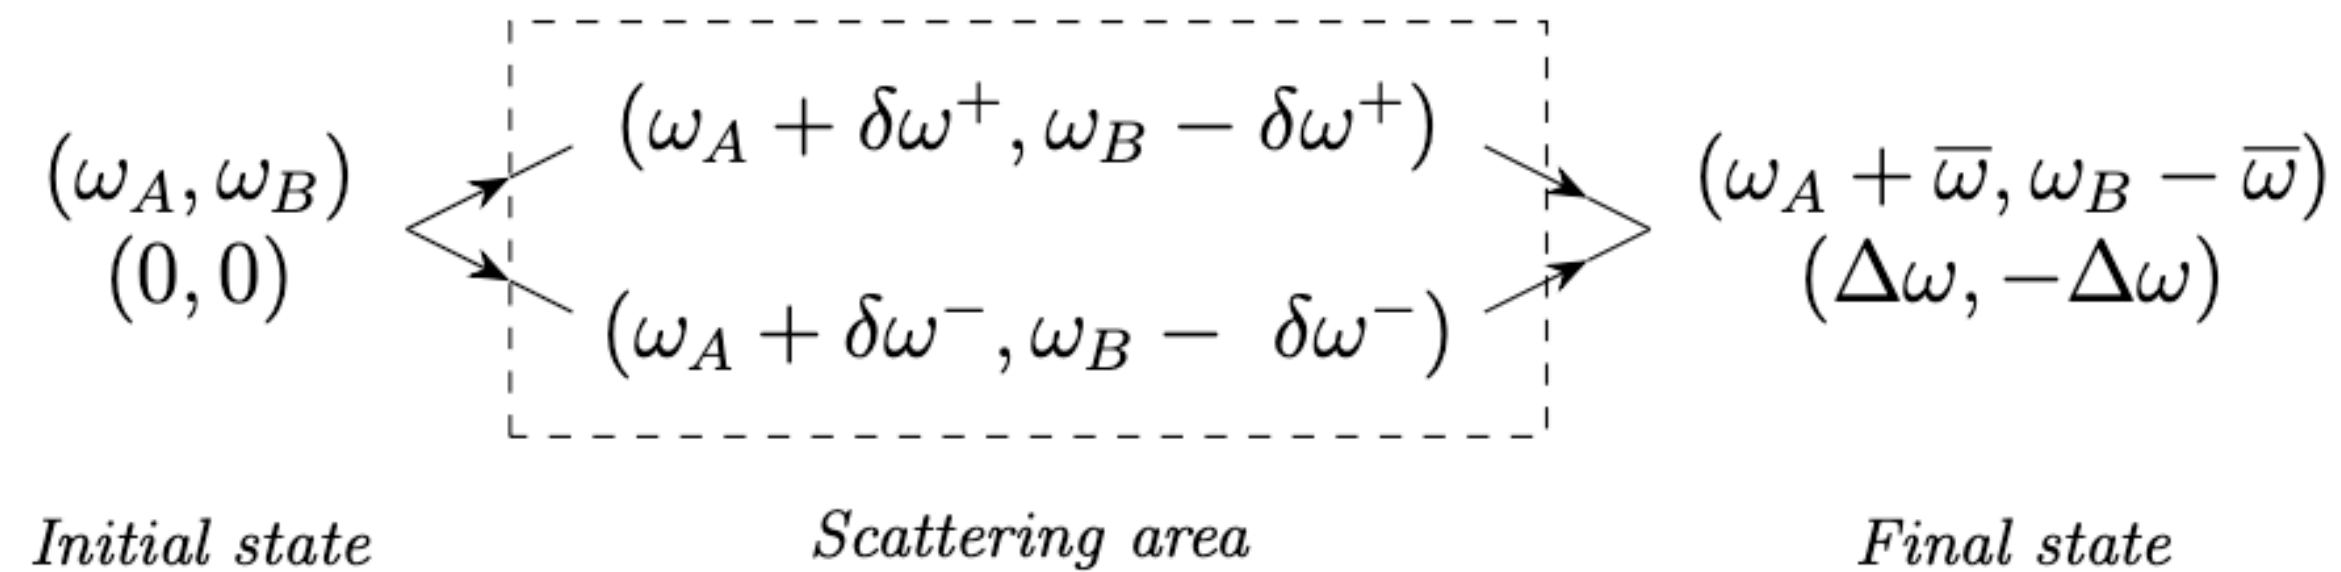 (ω_A + δω⁺, ω_B − δω⁺)
(ω_A, ω_B)
(0, 0)
(ω_A + ω̅, ω_B − ω̅)
(Δω, −Δω)
(ω_A + δω⁻, ω_B − δω⁻)
Initial state
Scattering area
Final state